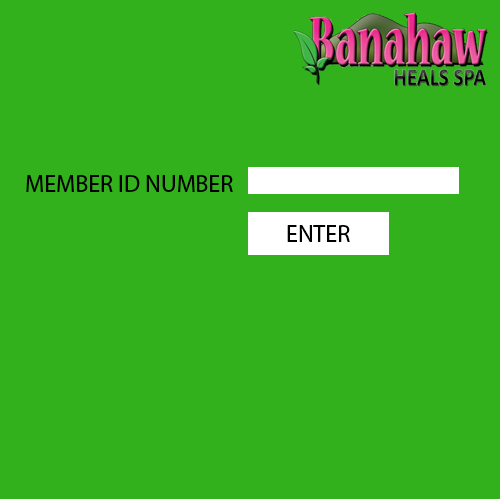 Banahaw
HEALS SPA
MEMBER ID NUMBER
ENTER